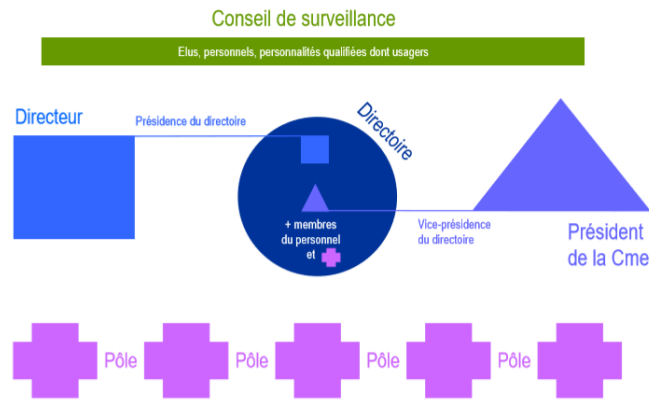 Conseil de surveillance
Elus, personnels, personnalités qualifiées dont usagers
Directeur
Présidence du directoire
Directoire
+ membres
du personnel
et
Vice-présidence
du directoire
Président
de la Cme
Pôle
Pôle
Pôle
Pôle